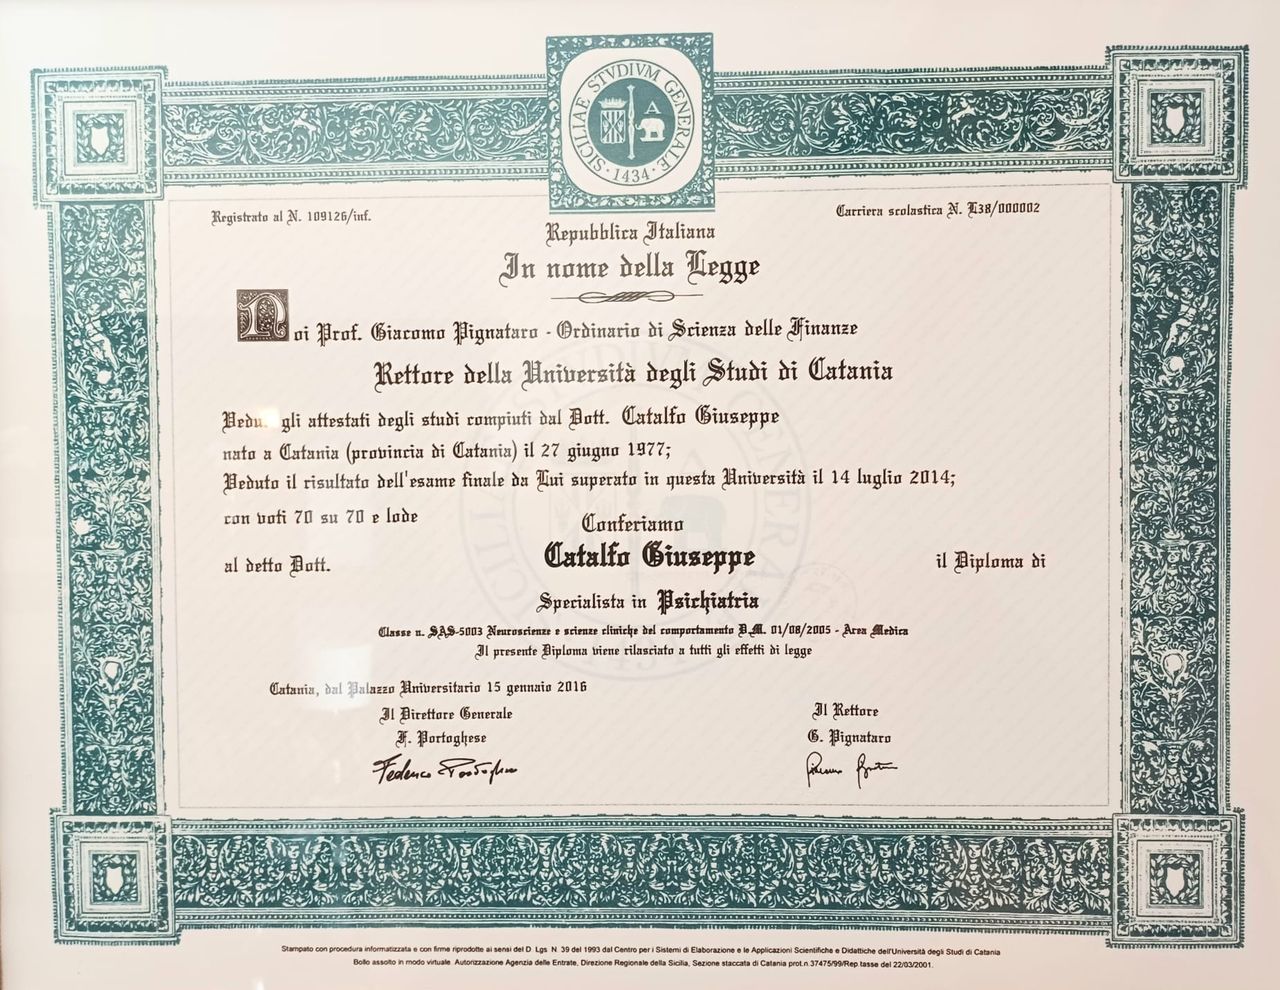 SICILIAE STVDIVM GENERALE
A
1434
Registrato al N. 109126/inf.
Carriera scolastica N. L38/000002
Repubblica Italiana
In nome della Legge
Noi Prof. Giacomo Pignataro - Ordinario di Scienza delle Finanze
Rettore della Università degli Studi di Catania
gli attestati degli studi compiuti dal Dott. Catalfo Giuseppe
nato a Catania (provincia di Catania) il 27 giugno 1977;
Veduto il risultato dell'esame finale da Lui superato in questa Università il 14 luglio 2014;
con voti 70 su 70 e lode
Conferiamo
al detto Dott. Catalfo Giuseppe il Diploma di
Specialista in Psichiatria
Classe n. SAS-5003 Neuroscienze e scienze cliniche del comportamento D.M. 01/08/2005 - Area Medica
Il presente Diploma viene rilasciato a tutti gli effetti di legge
Catania, dal Palazzo Universitario 15 gennaio 2016
Il Direttore Generale
F. Portoghese
Federico Portoghese
Il Rettore
G. Pignataro
Stampato con procedura informatizzata e con firme riprodotte ai sensi del D. Lgs. N. 39 del 1993 dal Centro per i Sistemi di Elaborazione e le Applicazioni Scientifiche e Didattiche dell'Università degli Studi di Catania
Bollo assolto in modo virtuale. Autorizzazione Agenzia delle Entrate, Direzione Regionale della Sicilia, Sezione staccata di Catania prot.n.37475/99/Rep.tasse del 22/03/2001.